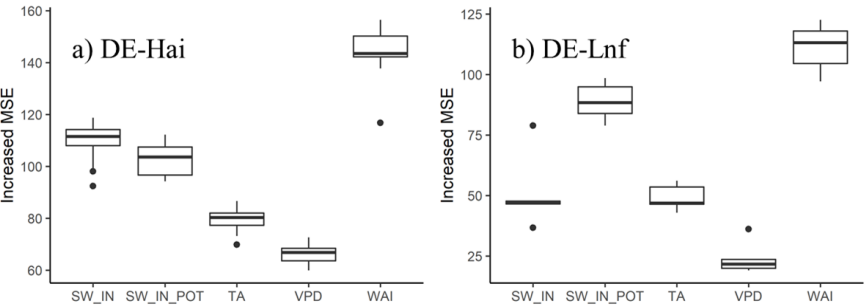 a) DE-Hai
Increased MSE
160
140
120
100
80
60
SW_IN SW_IN_POT TA VPD WAI
b) DE-Lnf
Increased MSE
125
100
75
50
25
SW_IN SW_IN_POT TA VPD WAI